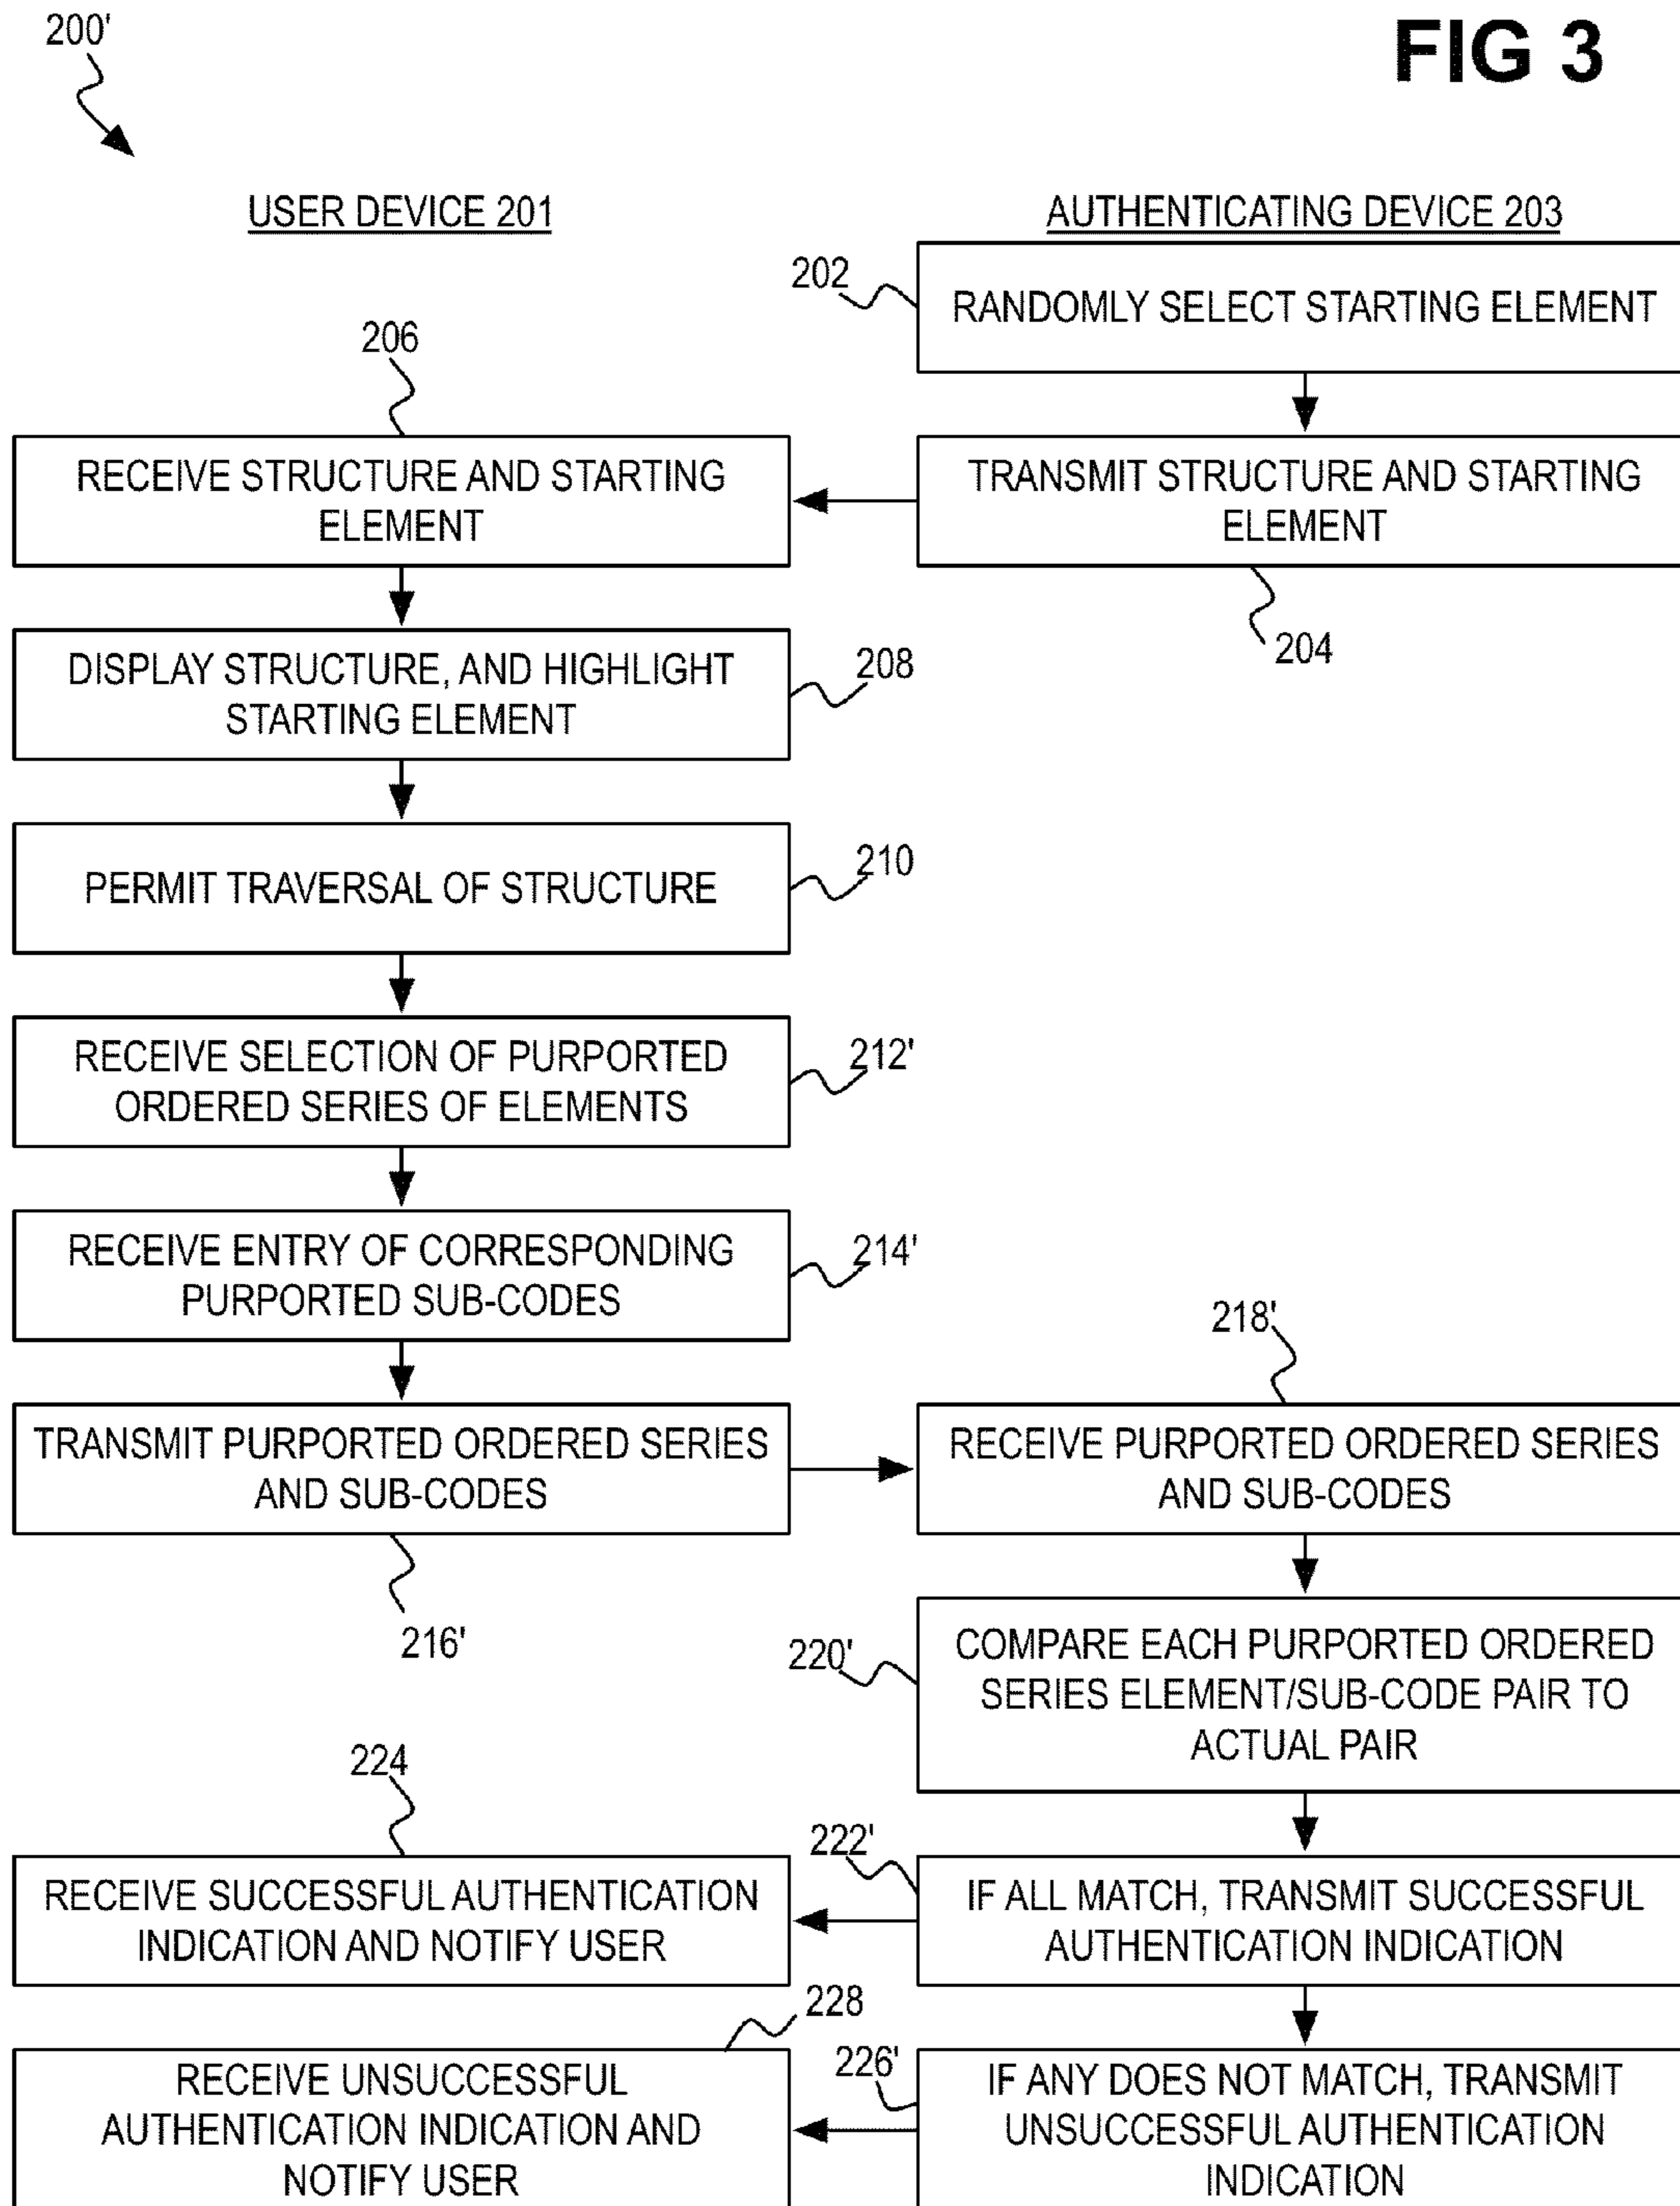 200'
FIG 3
USER DEVICE 201
AUTHENTICATING DEVICE 203
202
RANDOMLY SELECT STARTING ELEMENT
206
RECEIVE STRUCTURE AND STARTING
ELEMENT
TRANSMIT STRUCTURE AND STARTING
ELEMENT
204
DISPLAY STRUCTURE, AND HIGHLIGHT
STARTING ELEMENT
208
PERMIT TRAVERSAL OF STRUCTURE
210
RECEIVE SELECTION OF PURPORTED
ORDERED SERIES OF ELEMENTS
212'
RECEIVE ENTRY OF CORRESPONDING
PURPORTED SUB-CODES
214'
TRANSMIT PURPORTED ORDERED SERIES
AND SUB-CODES
216'
218'
RECEIVE PURPORTED ORDERED SERIES
AND SUB-CODES
220'
COMPARE EACH PURPORTED ORDERED
SERIES ELEMENT/SUB-CODE PAIR TO
ACTUAL PAIR
224
RECEIVE SUCCESSFUL AUTHENTICATION
INDICATION AND NOTIFY USER
222'
IF ALL MATCH, TRANSMIT SUCCESSFUL
AUTHENTICATION INDICATION
228
RECEIVE UNSUCCESSFUL
AUTHENTICATION INDICATION AND
NOTIFY USER
226'
IF ANY DOES NOT MATCH, TRANSMIT
UNSUCCESSFUL AUTHENTICATION
INDICATION